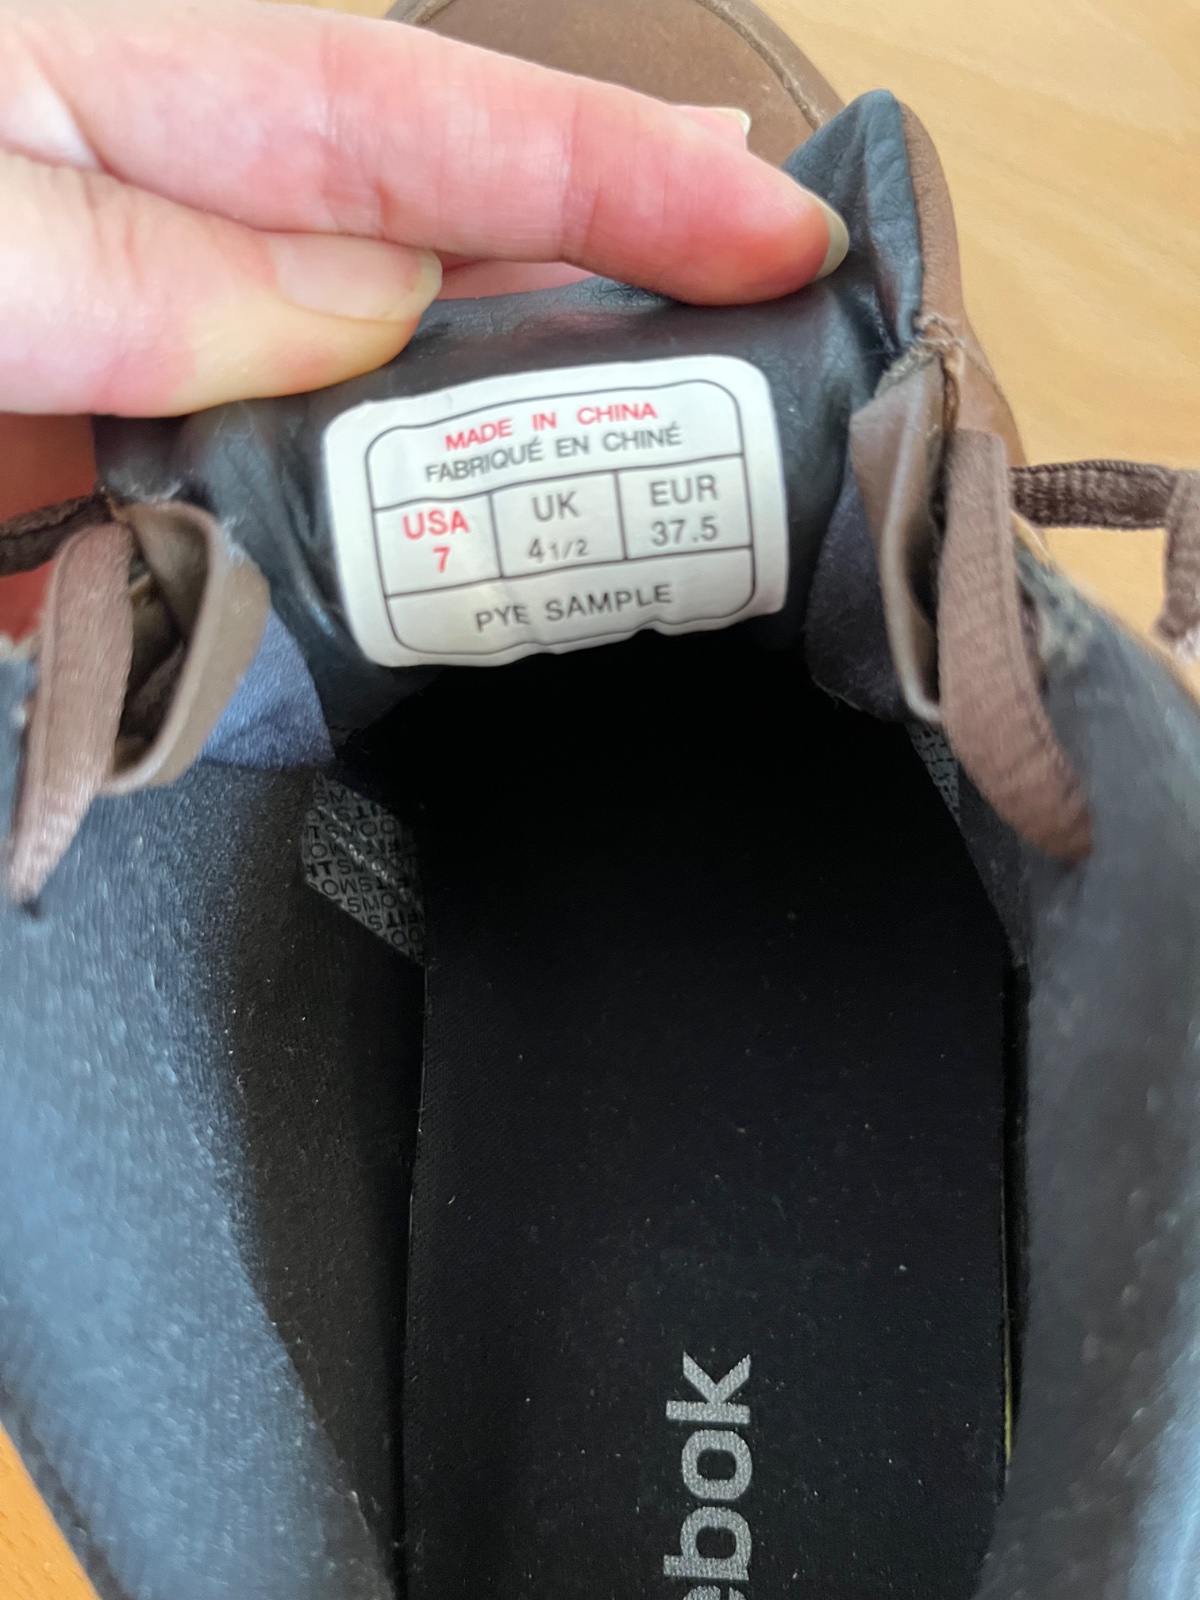 MADE IN CHINA
FABRIQUÉ EN CHINÉ
USA UK EUR
7 4 1/2 37.5
PYE SAMPLE
ebok